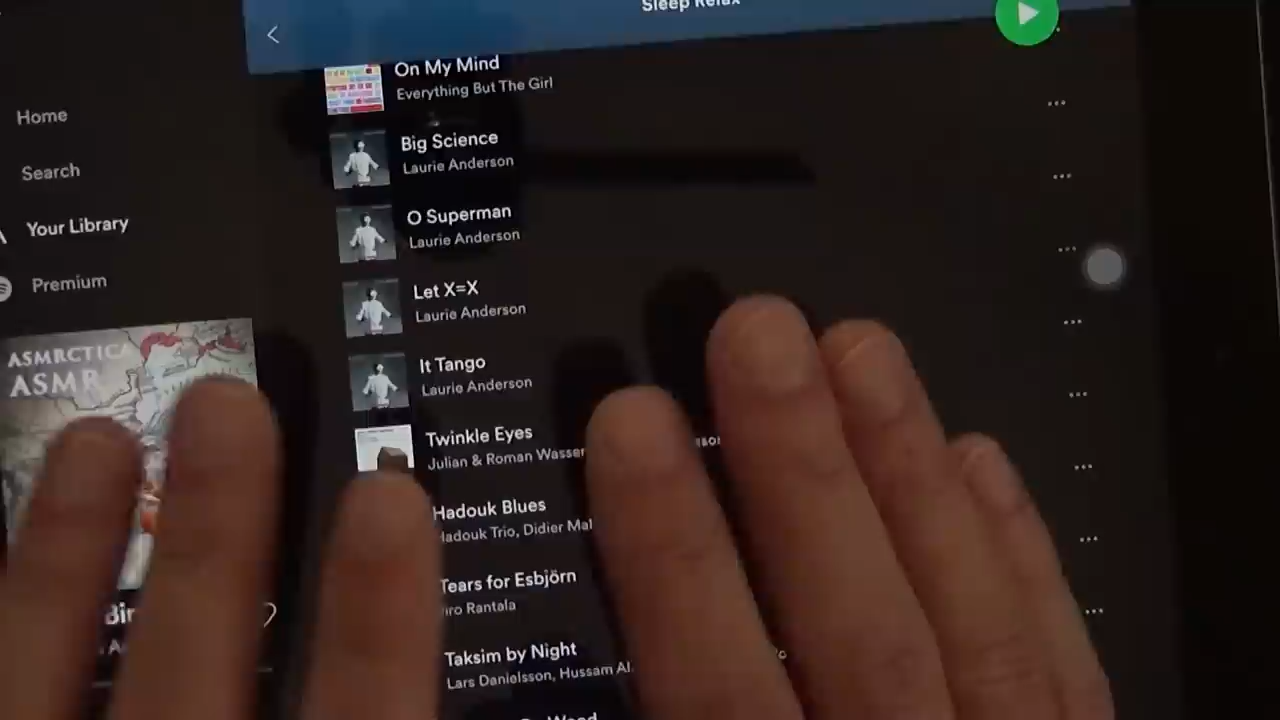 Sleep Relax
Home
Search
Your Library
Premium
ASMRCTICA
ASMR
On My Mind
Everything But The Girl
Big Science
Laurie Anderson
O Superman
Laurie Anderson
Let X=X
Laurie Anderson
It Tango
Laurie Anderson
Twinkle Eyes
Julian & Roman Wasser
Hadouk Blues
Hadouk Trio, Didier Mal
Tears for Esbjörn
iro Rantala
Taksim by Night
Lars Danielsson, Hussam Al